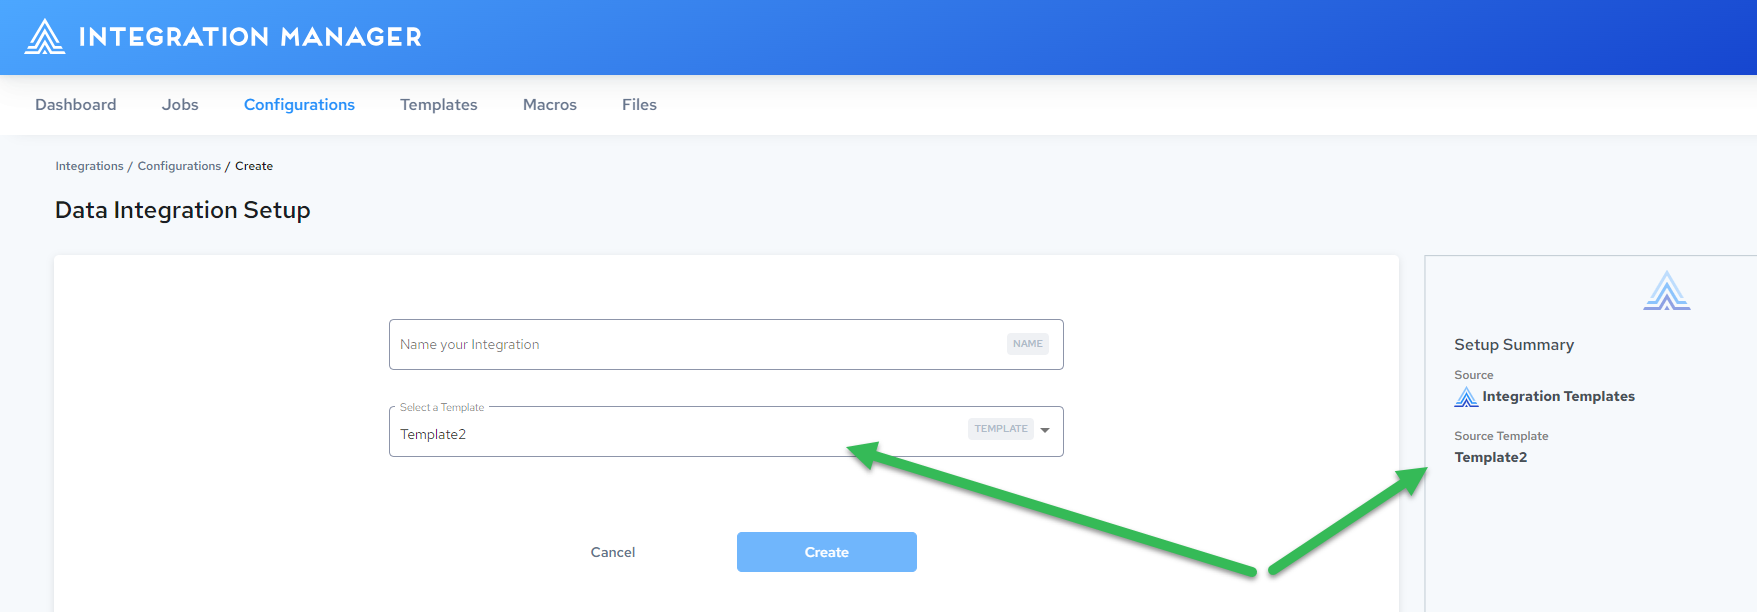 INTEGRATION MANAGER
Dashboard Jobs Configurations Templates Macros Files
Integrations / Configurations / Create
Data Integration Setup
Name your Integration NAME
Select a Template
Template2 TEMPLATE
Cancel Create
Setup Summary
Source
Integration Templates
Source Template
Template2